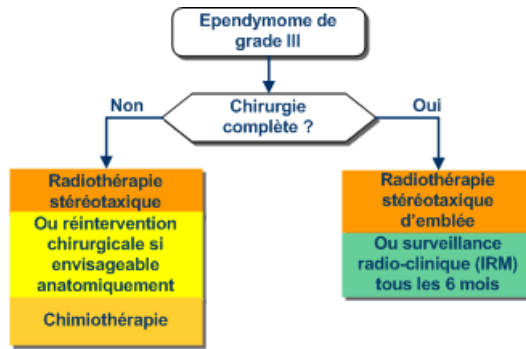 Ependymome de
grade III
Non
Chirurgie
complète ?
Oui
Radiothérapie
stéréotaxique
Ou réintervention
chirurgicale si
envisageable
anatomiquement
Chimiothérapie
Radiothérapie
stéréotaxique
d'emblée
Ou surveillance
radio-clinique (IRM)
tous les 6 mois